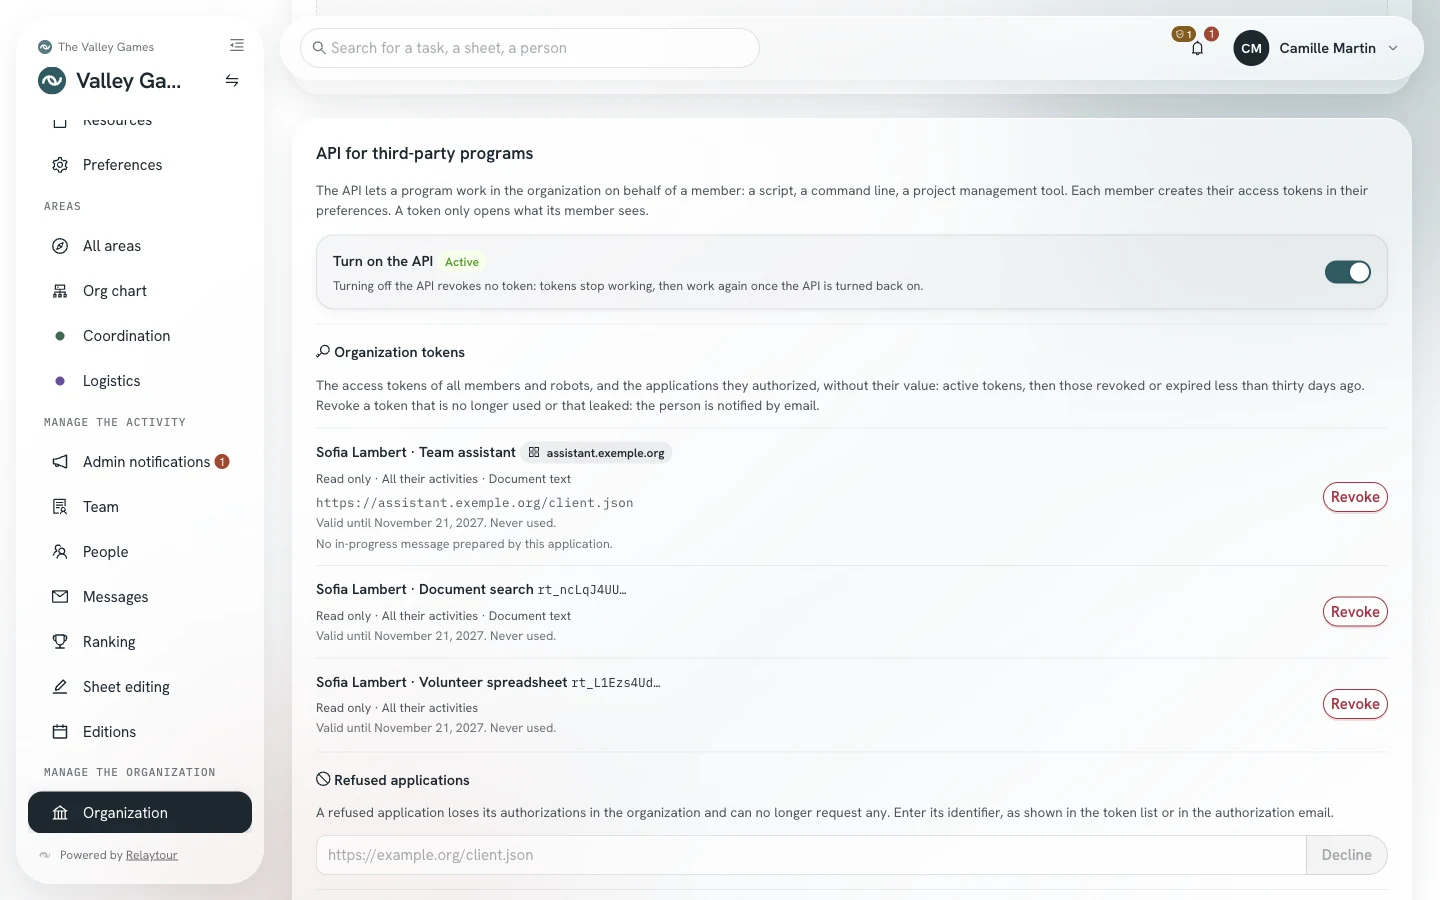 The Valley Games
Valley Ga...
Resources
Preferences
AREAS
All areas
Org chart
Coordination
Logistics
MANAGE THE ACTIVITY
Admin notifications 1
Team
People
Messages
Ranking
Sheet editing
Editions
MANAGE THE ORGANIZATION
Organization
Powered by Relaytour
Search for a task, a sheet, a person
1
1
CM
Camille Martin
API for third-party programs
The API lets a program work in the organization on behalf of a member: a script, a command line, a project management tool. Each member creates their access tokens in their
preferences. A token only opens what its member sees.
Turn on the API Active
Turning off the API revokes no token: tokens stop working, then work again once the API is turned back on.
Organization tokens
The access tokens of all members and robots, and the applications they authorized, without their value: active tokens, then those revoked or expired less than thirty days ago.
Revoke a token that is no longer used or that leaked: the person is notified by email.
Sofia Lambert · Team assistant assistant.exemple.org
Read only · All their activities · Document text
https://assistant.exemple.org/client.json
Valid until November 21, 2027. Never used.
No in-progress message prepared by this application.
Revoke
Sofia Lambert · Document search rt_ncLqJ4UU…
Read only · All their activities · Document text
Valid until November 21, 2027. Never used.
Revoke
Sofia Lambert · Volunteer spreadsheet rt_L1Ezs4Ud…
Read only · All their activities
Valid until November 21, 2027. Never used.
Revoke
Refused applications
A refused application loses its authorizations in the organization and can no longer request any. Enter its identifier, as shown in the token list or in the authorization email.
https://example.org/client.json
Decline